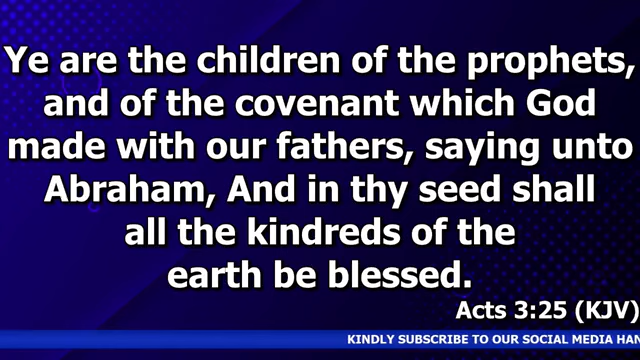 Ye are the children of the prophets,
and of the covenant which God
made with our fathers, saying unto
Abraham, And in thy seed shall
all the kindreds of the
earth be blessed.
Acts 3:25 (KJV)
KINDLY SUBSCRIBE TO OUR SOCIAL MEDIA